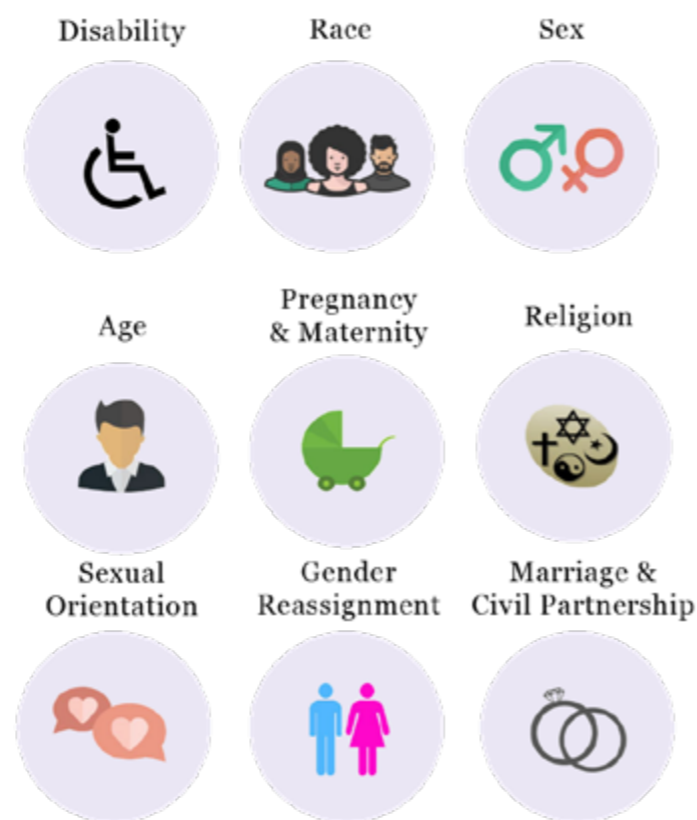 Disability
Race
Sex
Age
Pregnancy
& Maternity
Religion
Sexual
Orientation
Gender
Reassignment
Marriage &
Civil Partnership